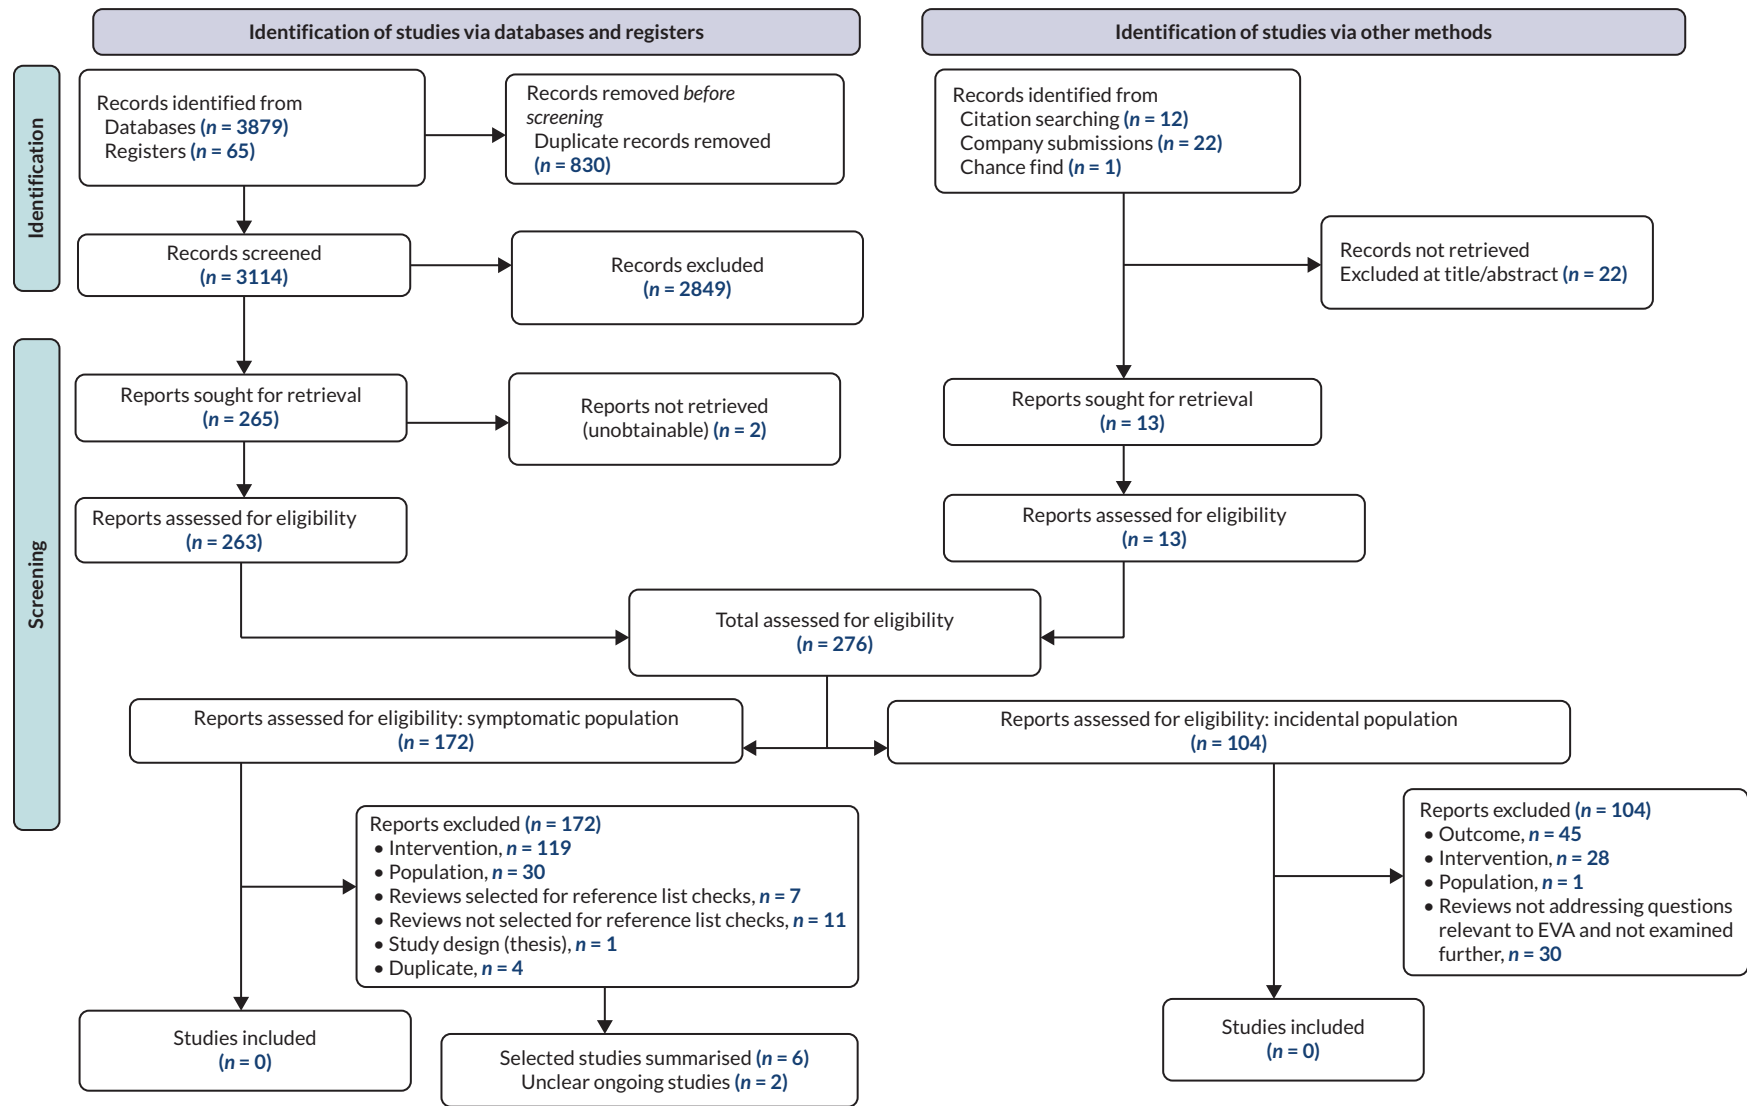 Identification of studies via databases and registers
Identification of studies via other methods
Identification
Records identified from
Databases (n = 3879)
Registers (n = 65)
Records removed before
screening
Duplicate records removed
(n = 830)
Records identified from
Citation searching (n = 12)
Company submissions (n = 22)
Chance find (n = 1)
Records screened
(n = 3114)
Records excluded
(n = 2849)
Records not retrieved
Excluded at title/abstract (n = 22)
Screening
Reports sought for retrieval
(n = 265)
Reports not retrieved
(unobtainable) (n = 2)
Reports sought for retrieval
(n = 13)
Reports assessed for eligibility
(n = 263)
Reports assessed for eligibility
(n = 13)
Total assessed for eligibility
(n = 276)
Reports assessed for eligibility: symptomatic population
(n = 172)
Reports assessed for eligibility: incidental population
(n = 104)
Reports excluded (n = 172)
• Intervention, n = 119
• Population, n = 30
• Reviews selected for reference list checks, n = 7
• Reviews not selected for reference list checks, n = 11
• Study design (thesis), n = 1
• Duplicate, n = 4
Reports excluded (n = 104)
• Outcome, n = 45
• Intervention, n = 28
• Population, n = 1
• Reviews not addressing questions
relevant to EVA and not examined
further, n = 30
Studies included
(n = 0)
Selected studies summarised (n = 6)
Unclear ongoing studies (n = 2)
Studies included
(n = 0)